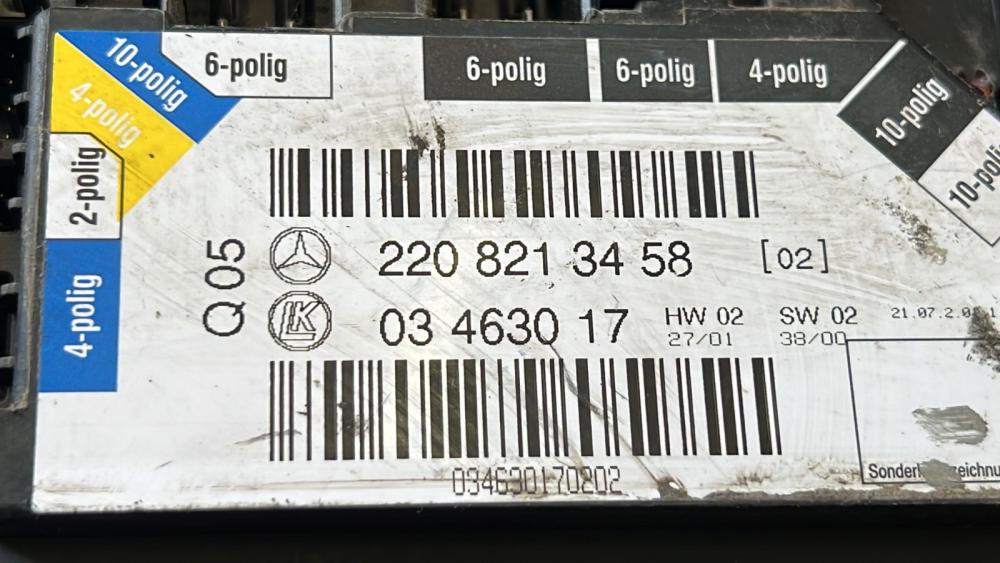 10-polig
6-polig
6-polig
6-polig
4-polig
10-polig
10-polig
4-polig
2-polig
4-polig
Q05
220 821 34 58 [02]
LK
03 4630 17 HW 02 SW 02
27/01 38/00
034630170202